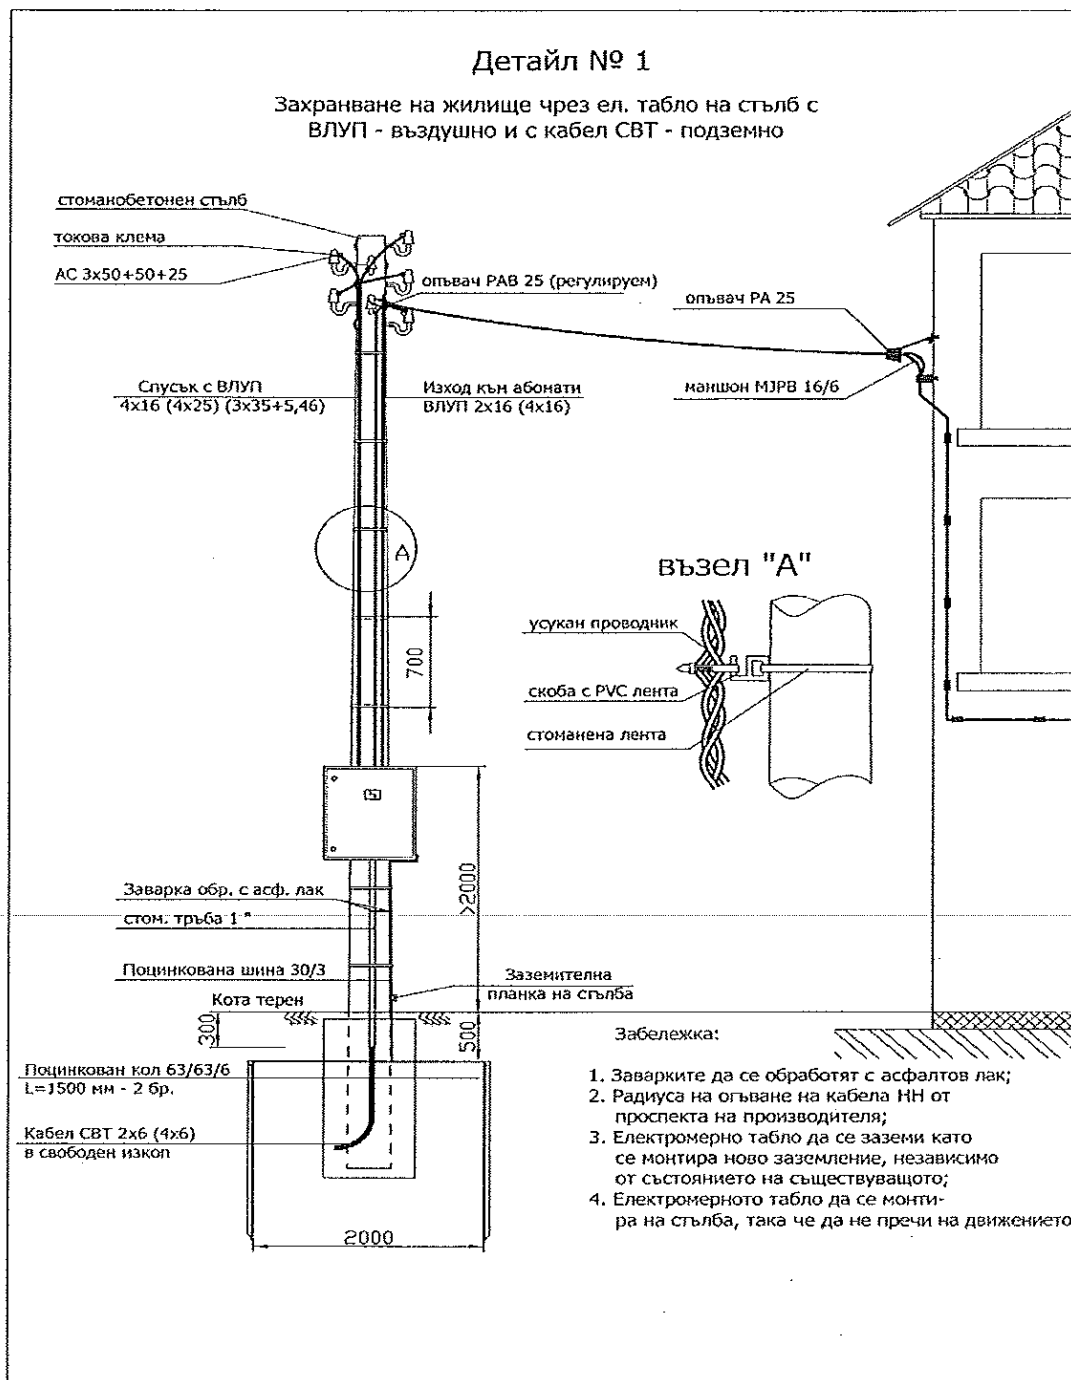 Детайл № 1
Захранване на жилище чрез ел. табло на стълб с
ВЛУП - въздушно и с кабел СВТ - подземно
стоманобетонен стълб
токова клема
АС 3х50+50+25
опъвач РАВ 25 (регулируем)
опъвач РА 25
Спусък с ВЛУП
4х16 (4х25) (3х35+5,46)
Изход към абонати
ВЛУП 2х16 (4х16)
маншон MJPB 16/6
А
възел "А"
усукан проводник
700
скоба с PVC лента
стоманена лента
>2000
Заварка обр. с асф. лак
стом. тръба 1 "
Поцинкована шина 30/3
Заземителна
планка на стълба
Кота терен
300
500
Поцинкован кол 63/63/6
L=1500 мм - 2 бр.
Кабел СВТ 2х6 (4х6)
в свободен изкоп
2000
Забележка:
1. Заварките да се обработят с асфалтов лак;
2. Радиуса на огъване на кабела НН от
проспекта на производителя;
3. Електромерно табло да се заземи като
се монтира ново заземление, независимо
от състоянието на съществуващото;
4. Електромерното табло да се монти-
ра на стълба, така че да не пречи на движението